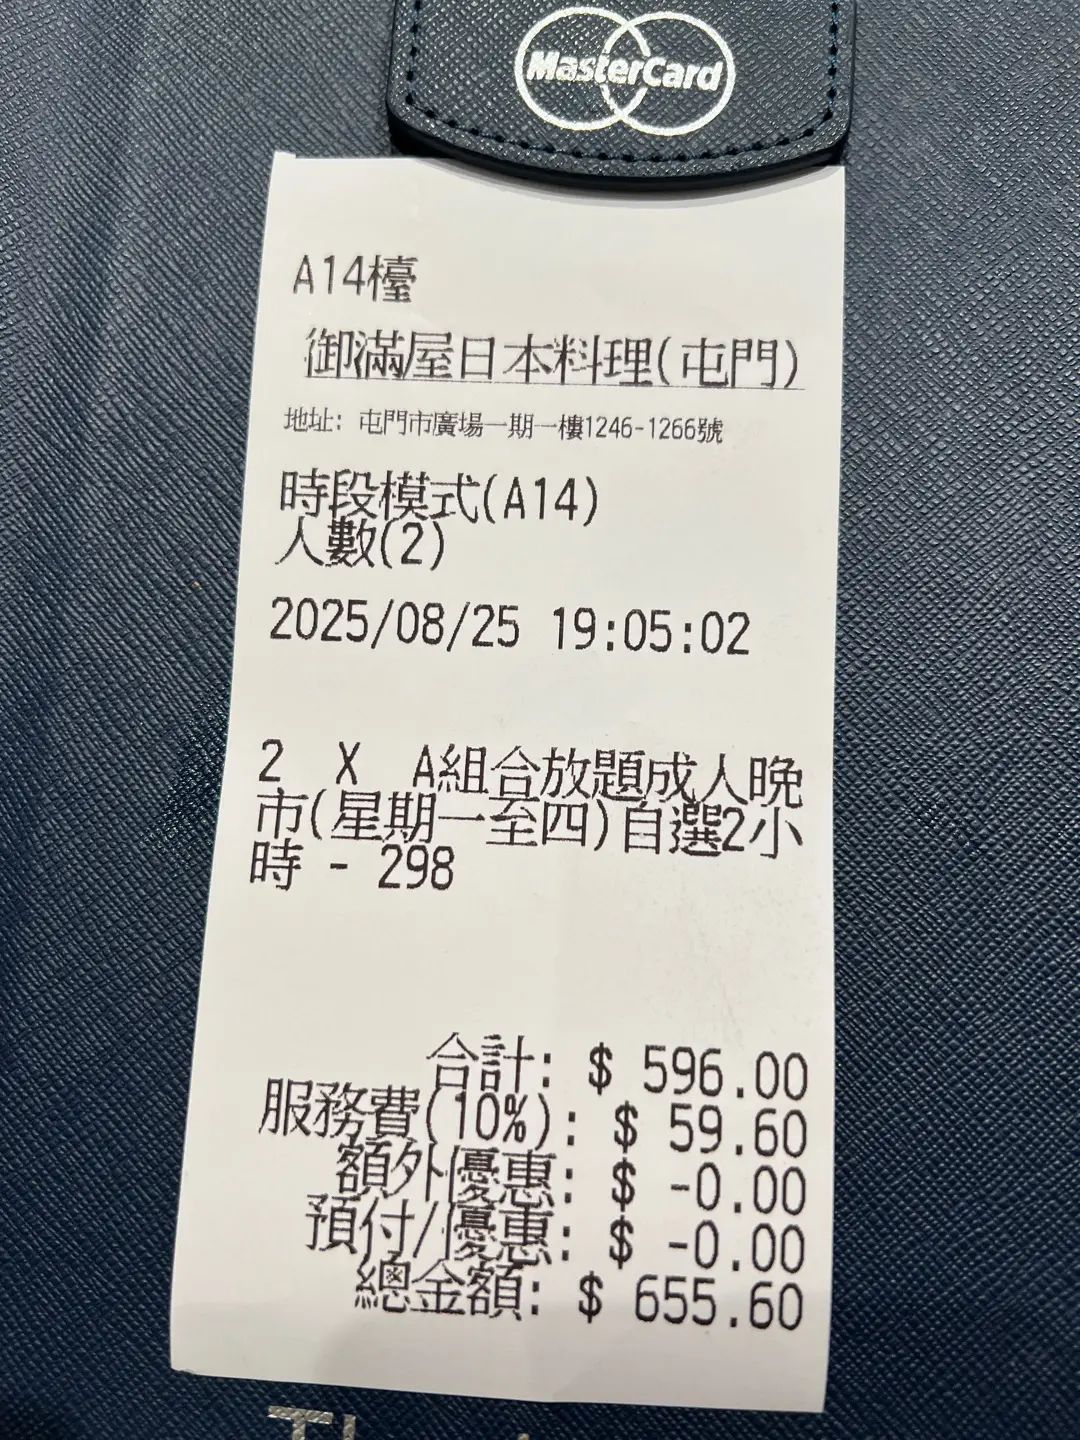 MasterCard
A14檯
御滿屋日本料理(屯門)
地址: 屯門市廣場一期一樓1246-1266號
時段模式(A14)
人數(2)
2025/08/25 19:05:02
2 X A組合放題成人晚
市(星期一至四)自選2小
時 - 298
合計: $ 596.00
服務費(10%): $ 59.60
額外優惠: $ -0.00
預付/優惠: $ -0.00
總金額: $ 655.60